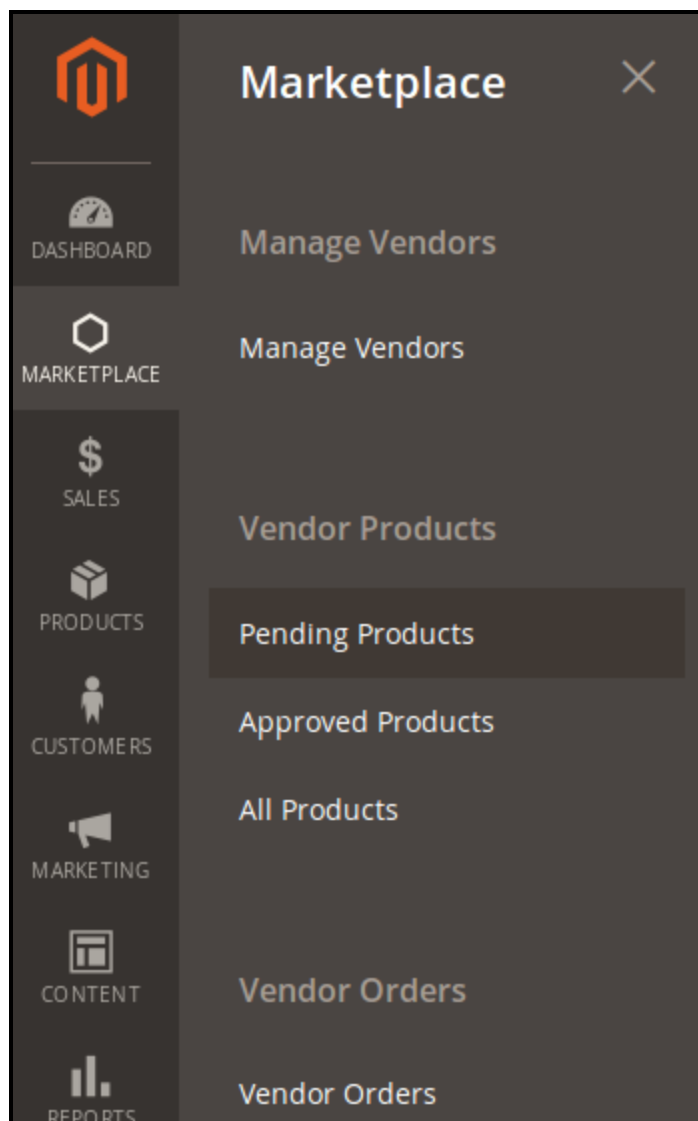 DASHBOARD
MARKETPLACE
SALES
PRODUCTS
CUSTOMERS
MARKETING
CONTENT
REPORTS
Marketplace
Manage Vendors
Manage Vendors
Vendor Products
Pending Products
Approved Products
All Products
Vendor Orders
Vendor Orders